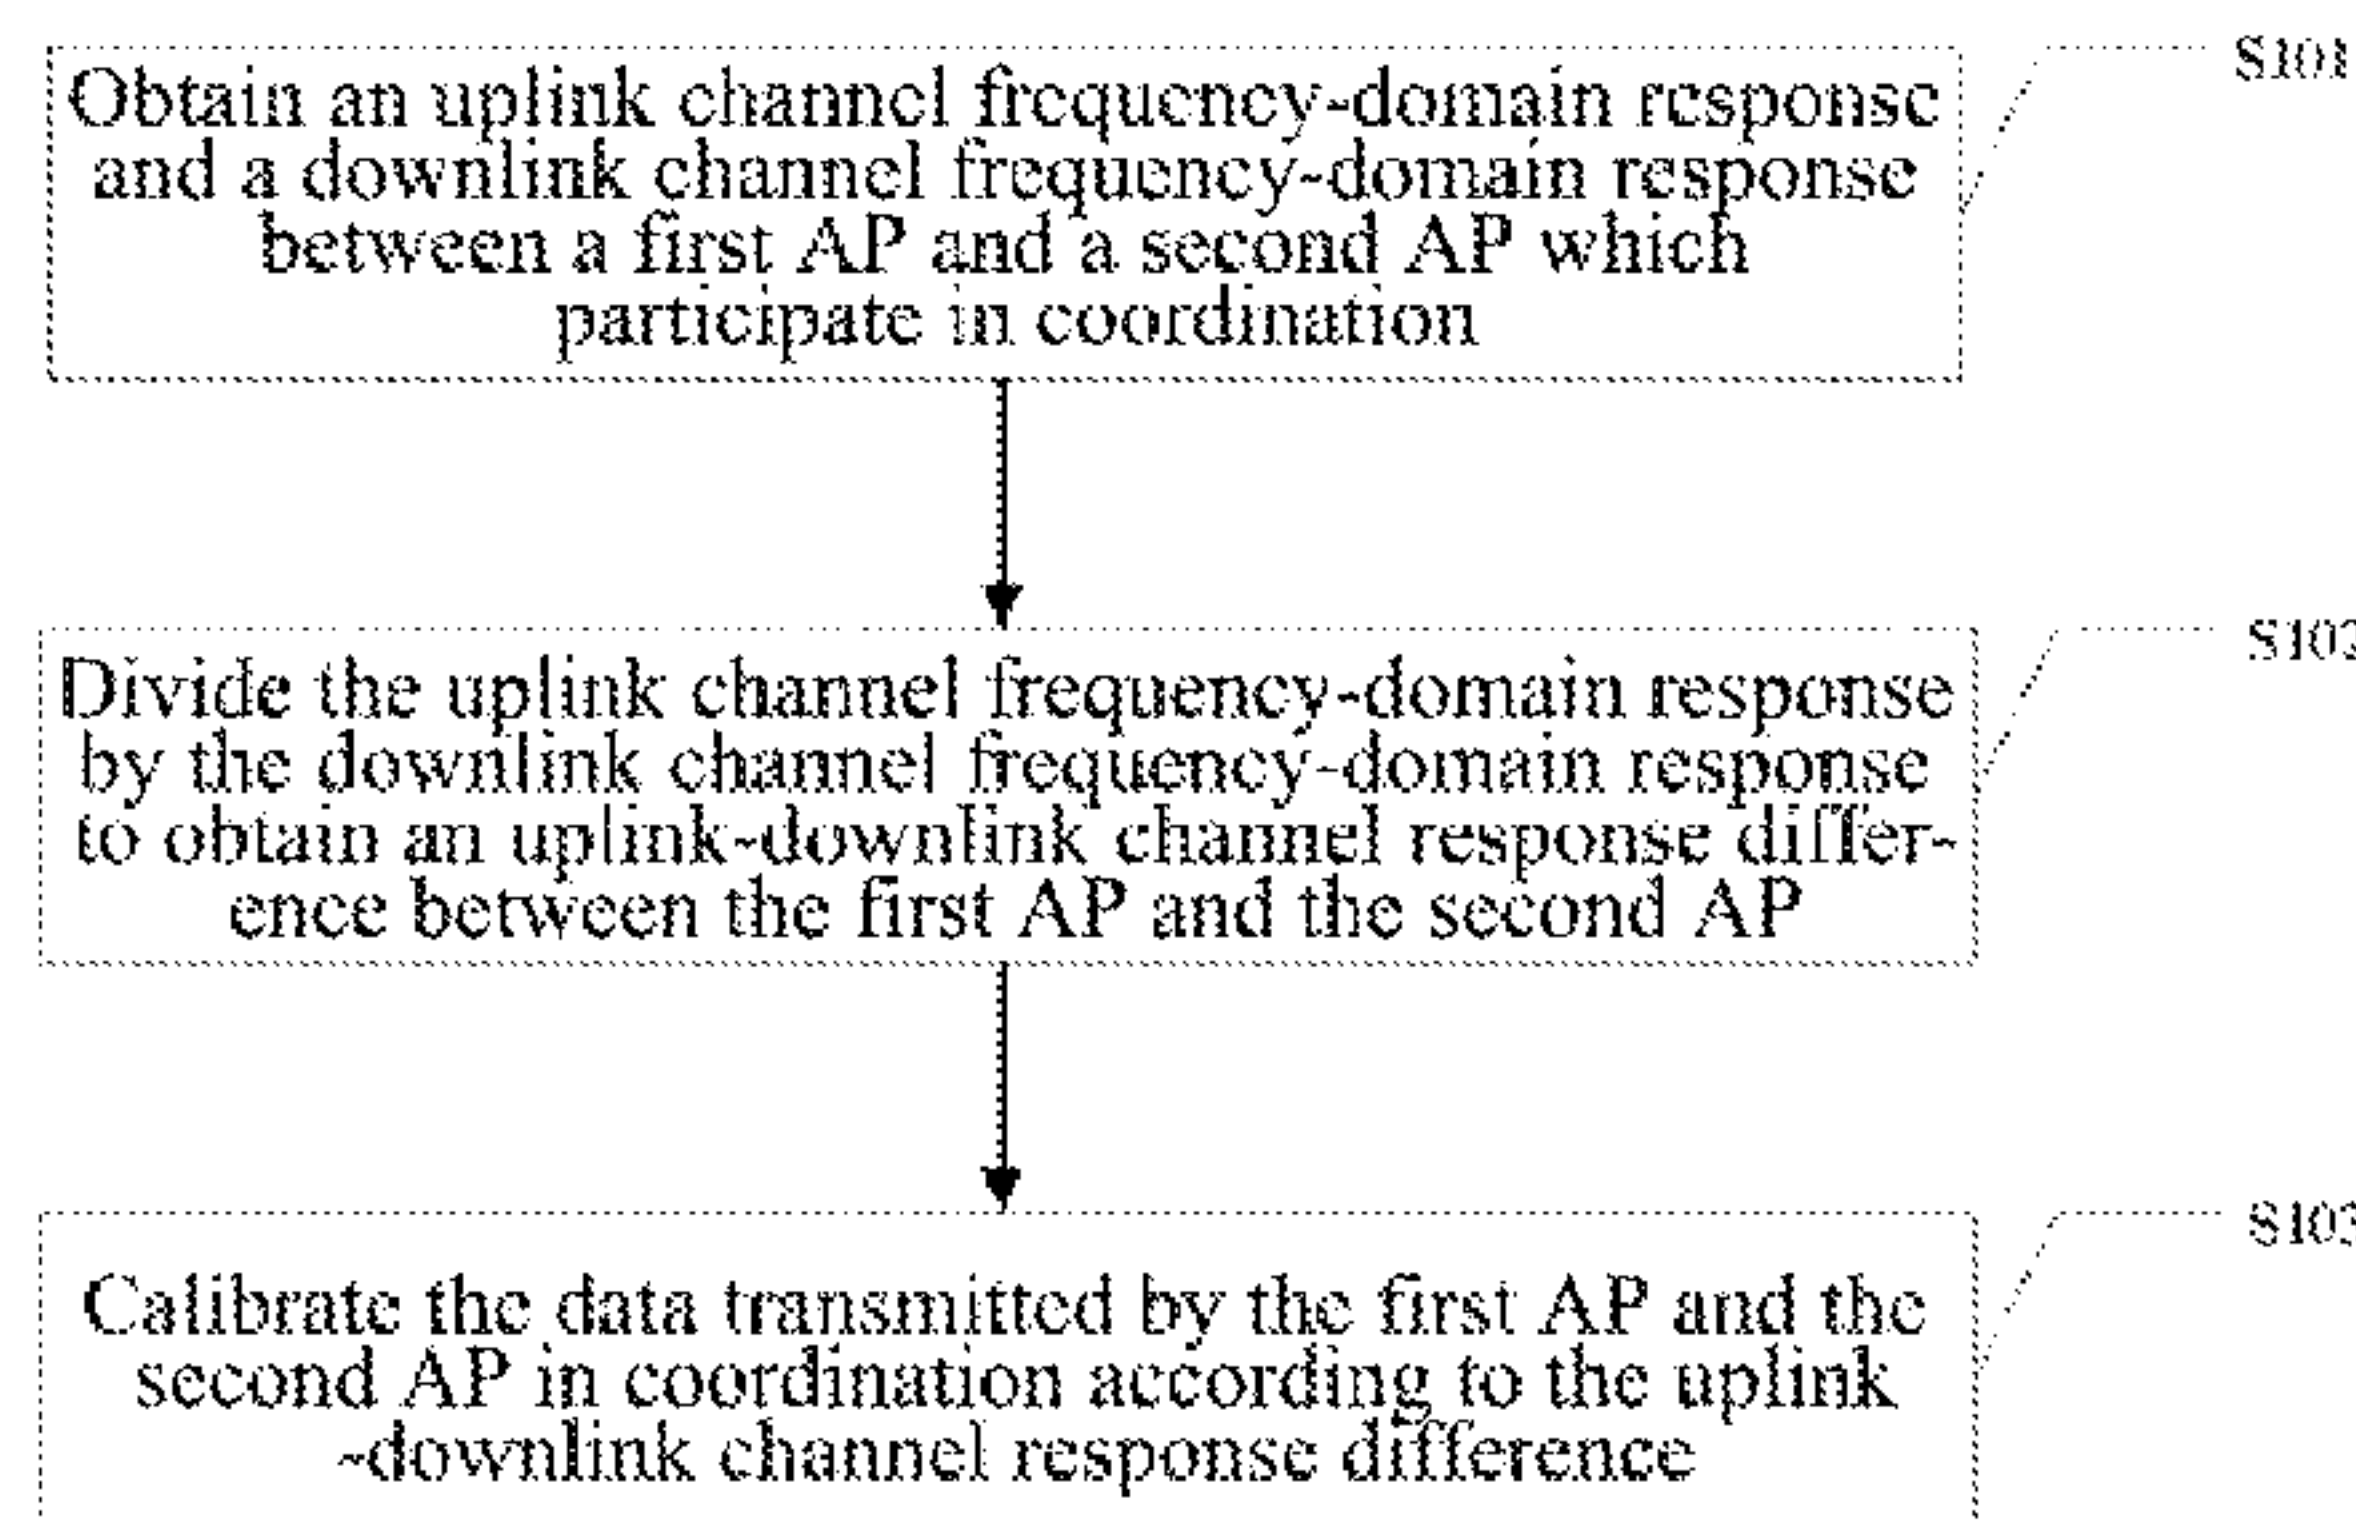 Obtain an uplink channel frequency-domain response
and a downlink channel frequency-domain response
between a first AP and a second AP which
participate in coordination
S101
Divide the uplink channel frequency-domain response
by the downlink channel frequency-domain response
to obtain an uplink-downlink channel response differ-
ence between the first AP and the second AP
S102
Calibrate the data transmitted by the first AP and the
second AP in coordination according to the uplink
-downlink channel response difference
S103